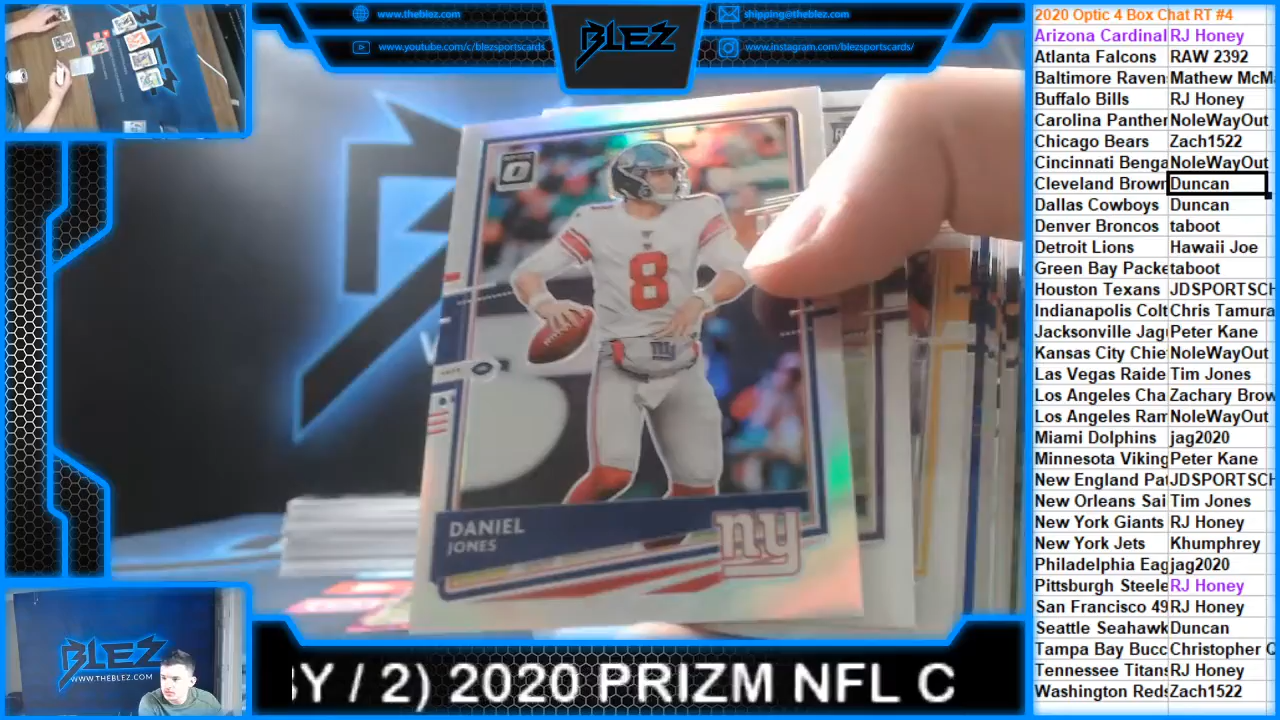 www.theblez.com
shipping@theblez.com
www.youtube.com/c/blezsportscards
www.instagram.com/blezsportscards/
BLEZ
8
DANIEL
JONES
ny
BLEZ
WWW.THEBLEZ.COM
BY / 2) 2020 PRIZM NFL C
2020 Optic 4 Box Chat RT #4
Arizona Cardinal RJ Honey
Atlanta Falcons RAW 2392
Baltimore Raven Mathew McM
Buffalo Bills RJ Honey
Carolina Panther NoleWayOut
Chicago Bears Zach1522
Cincinnati Benga NoleWayOut
Cleveland Brown Duncan
Dallas Cowboys Duncan
Denver Broncos taboot
Detroit Lions Hawaii Joe
Green Bay Packe taboot
Houston Texans JDSPORTSCH
Indianapolis Colt Chris Tamura
Jacksonville Jag Peter Kane
Kansas City Chie NoleWayOut
Las Vegas Raide Tim Jones
Los Angeles Cha Zachary Brow
Los Angeles Ram NoleWayOut
Miami Dolphins jag2020
Minnesota Viking Peter Kane
New England Pat JDSPORTSCH
New Orleans Sai Tim Jones
New York Giants RJ Honey
New York Jets Khumphrey
Philadelphia Eag jag2020
Pittsburgh Steele RJ Honey
San Francisco 49 RJ Honey
Seattle Seahawk Duncan
Tampa Bay Bucc Christopher Q
Tennessee Titans RJ Honey
Washington Reds Zach1522